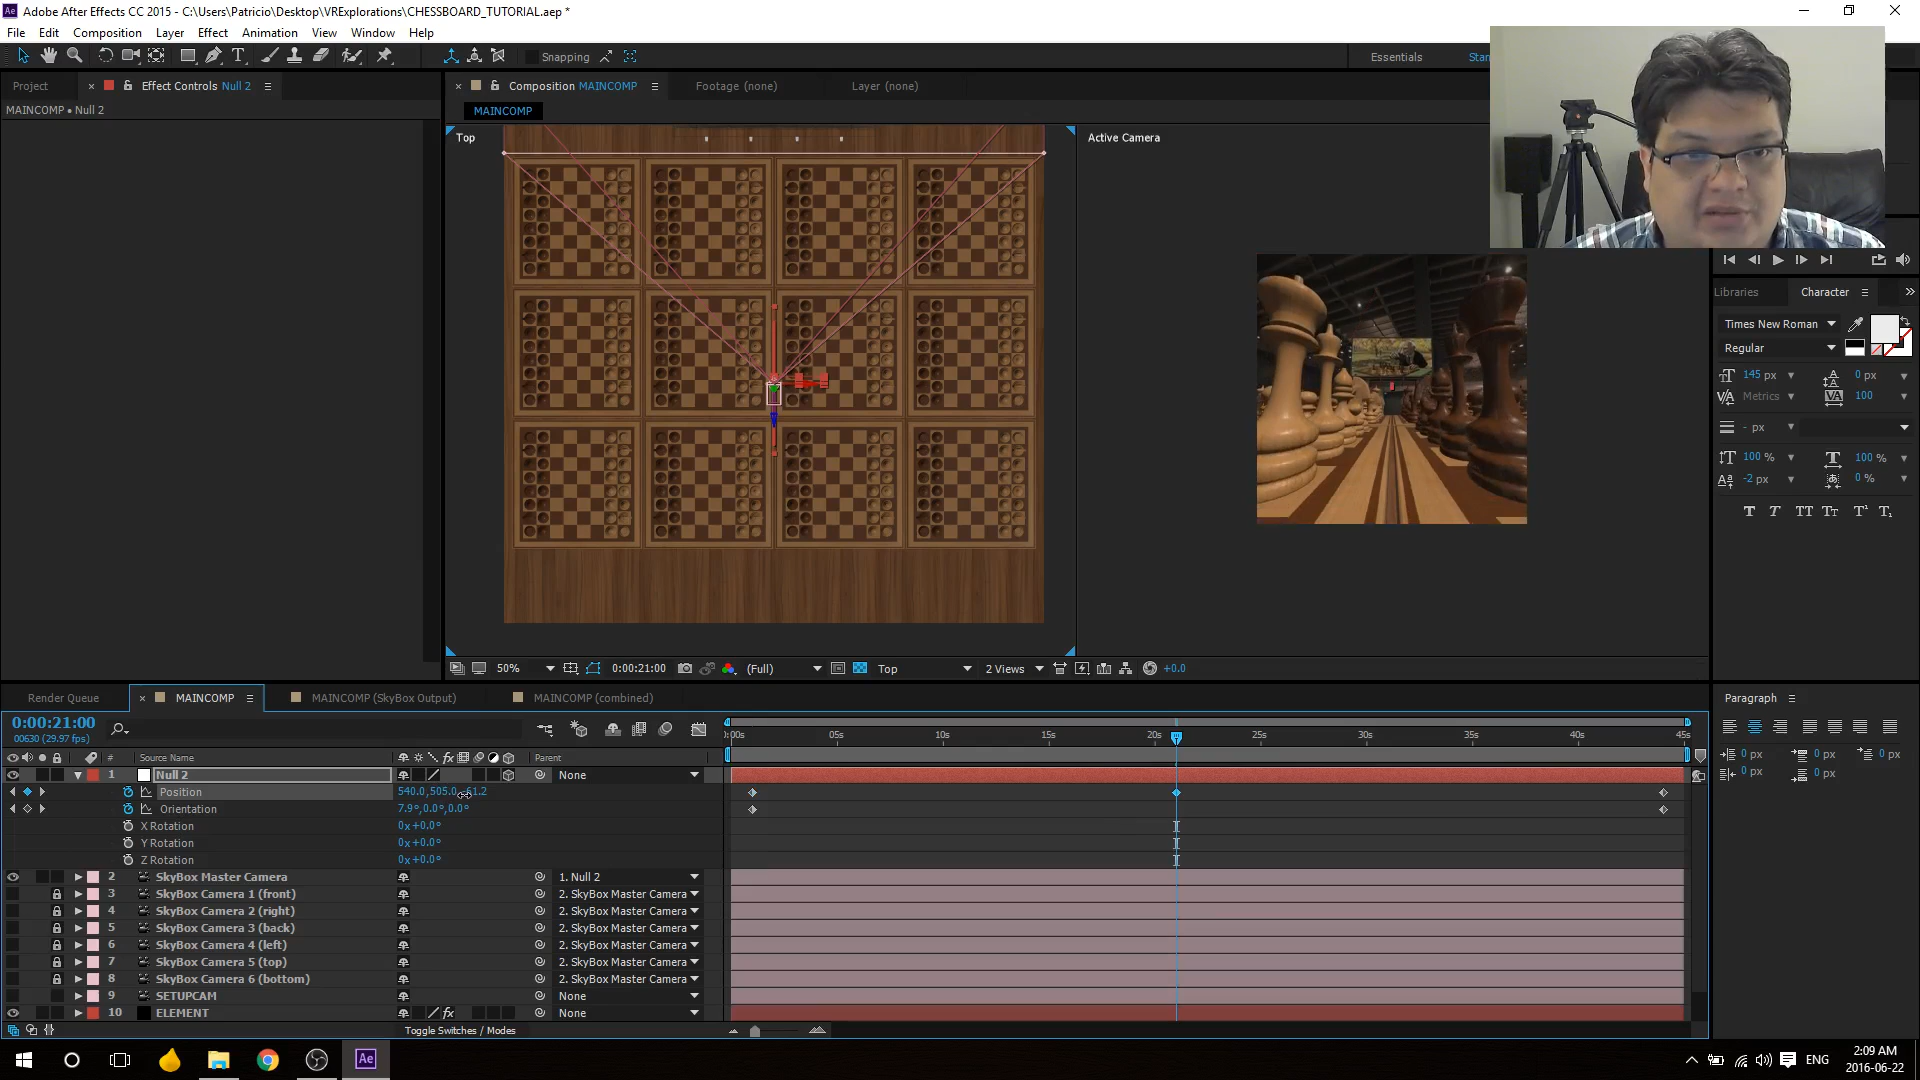 Adobe After Effects CC 2015 - C:\Users\Patricio\Desktop\VRExplorations\CHESSBOARD_TUTORIAL.aep *
File Edit Composition Layer Effect Animation View Window Help
Snapping
Essentials
Project
Effect Controls Null 2
Composition MAINCOMP
Footage (none)
Layer (none)
MAINCOMP • Null 2
MAINCOMP
Top
Active Camera
Libraries
Character
Times New Roman
Regular
145 px
0 px
Metrics
100
- px
100 %
100 %
-2 px
0 %
50%
0:00:21:00
(Full)
Top
2 Views
+0.0
Render Queue
MAINCOMP
MAINCOMP (SkyBox Output)
MAINCOMP (combined)
Paragraph
0:00:21:00
00630 (29.97 fps)
:00s 05s 10s 15s 20s 25s 30s 35s 40s 45s
# Source Name
Parent
1 Null 2 None
Position
Orientation 7.9°,0.0°,0.0°
X Rotation 0x+0.0°
Y Rotation 0x+0.0°
Z Rotation 0x+0.0°
2 SkyBox Master Camera 1. Null 2
3 SkyBox Camera 1 (front) 2. SkyBox Master Camera
4 SkyBox Camera 2 (right) 2. SkyBox Master Camera
5 SkyBox Camera 3 (back) 2. SkyBox Master Camera
6 SkyBox Camera 4 (left) 2. SkyBox Master Camera
7 SkyBox Camera 5 (top) 2. SkyBox Master Camera
8 SkyBox Camera 6 (bottom) 2. SkyBox Master Camera
9 SETUPCAM None
10 ELEMENT None
Toggle Switches / Modes
0 px 0 px 0 px
0 px 0 px
ENG
2:09 AM
2016-06-22